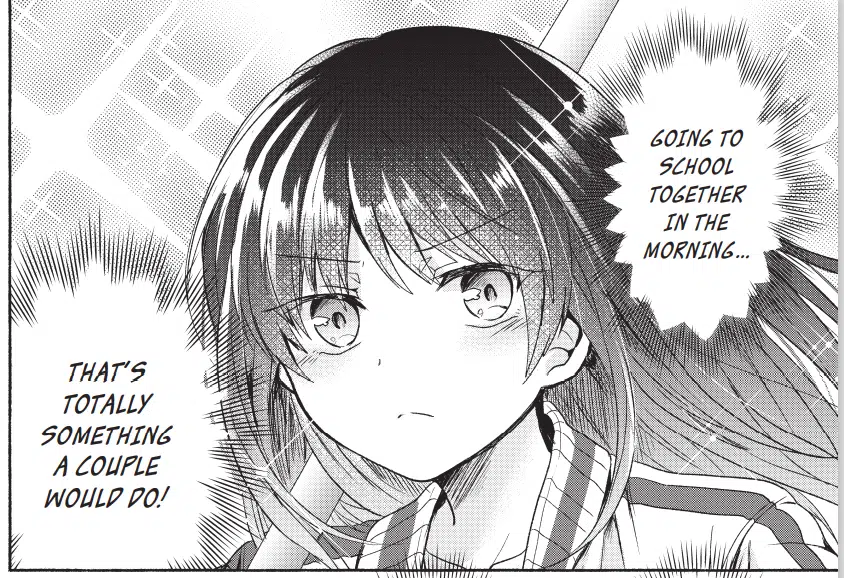 GOING TO
SCHOOL
TOGETHER
IN THE
MORNING...
THAT'S
TOTALLY
SOMETHING
A COUPLE
WOULD DO!